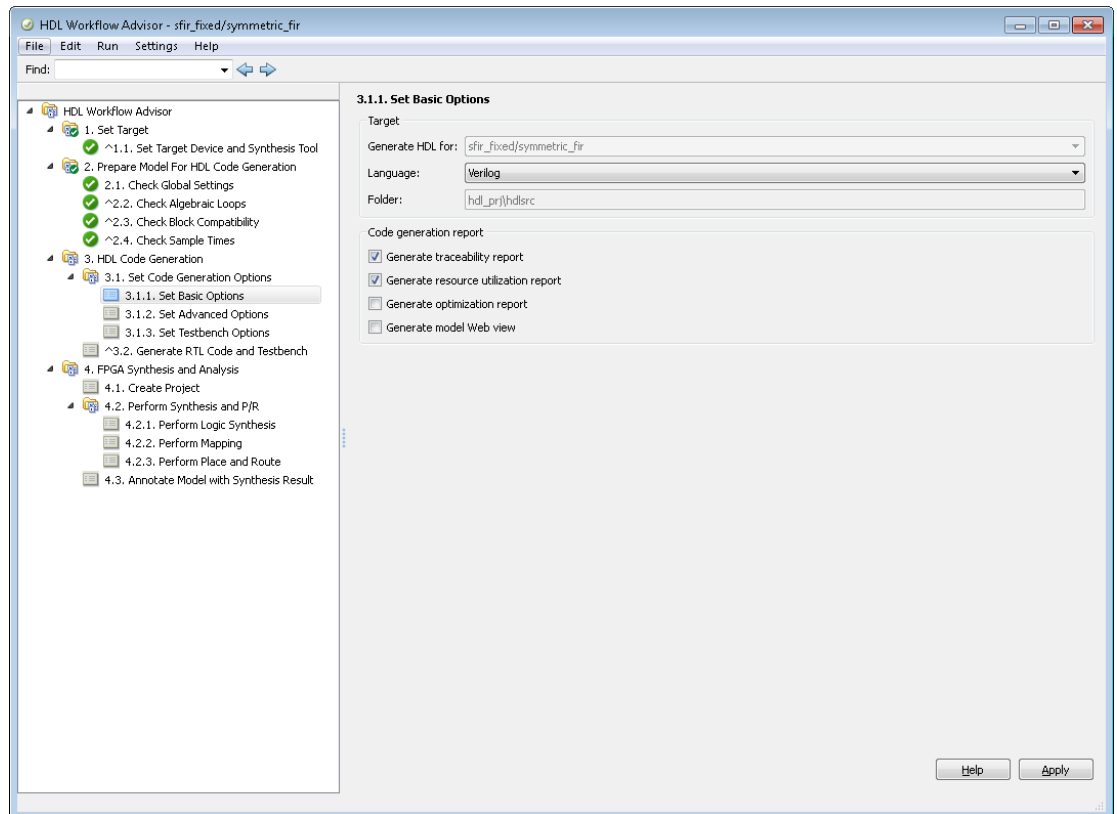 HDL Workflow Advisor - sfir_fixed/symmetric_fir
File Edit Run Settings Help
Find:
HDL Workflow Advisor
1. Set Target
^1.1. Set Target Device and Synthesis Tool
2. Prepare Model For HDL Code Generation
2.1. Check Global Settings
^2.2. Check Algebraic Loops
^2.3. Check Block Compatibility
^2.4. Check Sample Times
3. HDL Code Generation
3.1. Set Code Generation Options
3.1.1. Set Basic Options
3.1.2. Set Advanced Options
3.1.3. Set Testbench Options
^3.2. Generate RTL Code and Testbench
4. FPGA Synthesis and Analysis
4.1. Create Project
4.2. Perform Synthesis and P/R
4.2.1. Perform Logic Synthesis
4.2.2. Perform Mapping
4.2.3. Perform Place and Route
4.3. Annotate Model with Synthesis Result
3.1.1. Set Basic Options
Target
Generate HDL for: sfir_fixed/symmetric_fir
Language: Verilog
Folder: hdl_prj\hdlsrc
Code generation report
Generate traceability report
Generate resource utilization report
Generate optimization report
Generate model Web view
Help Apply